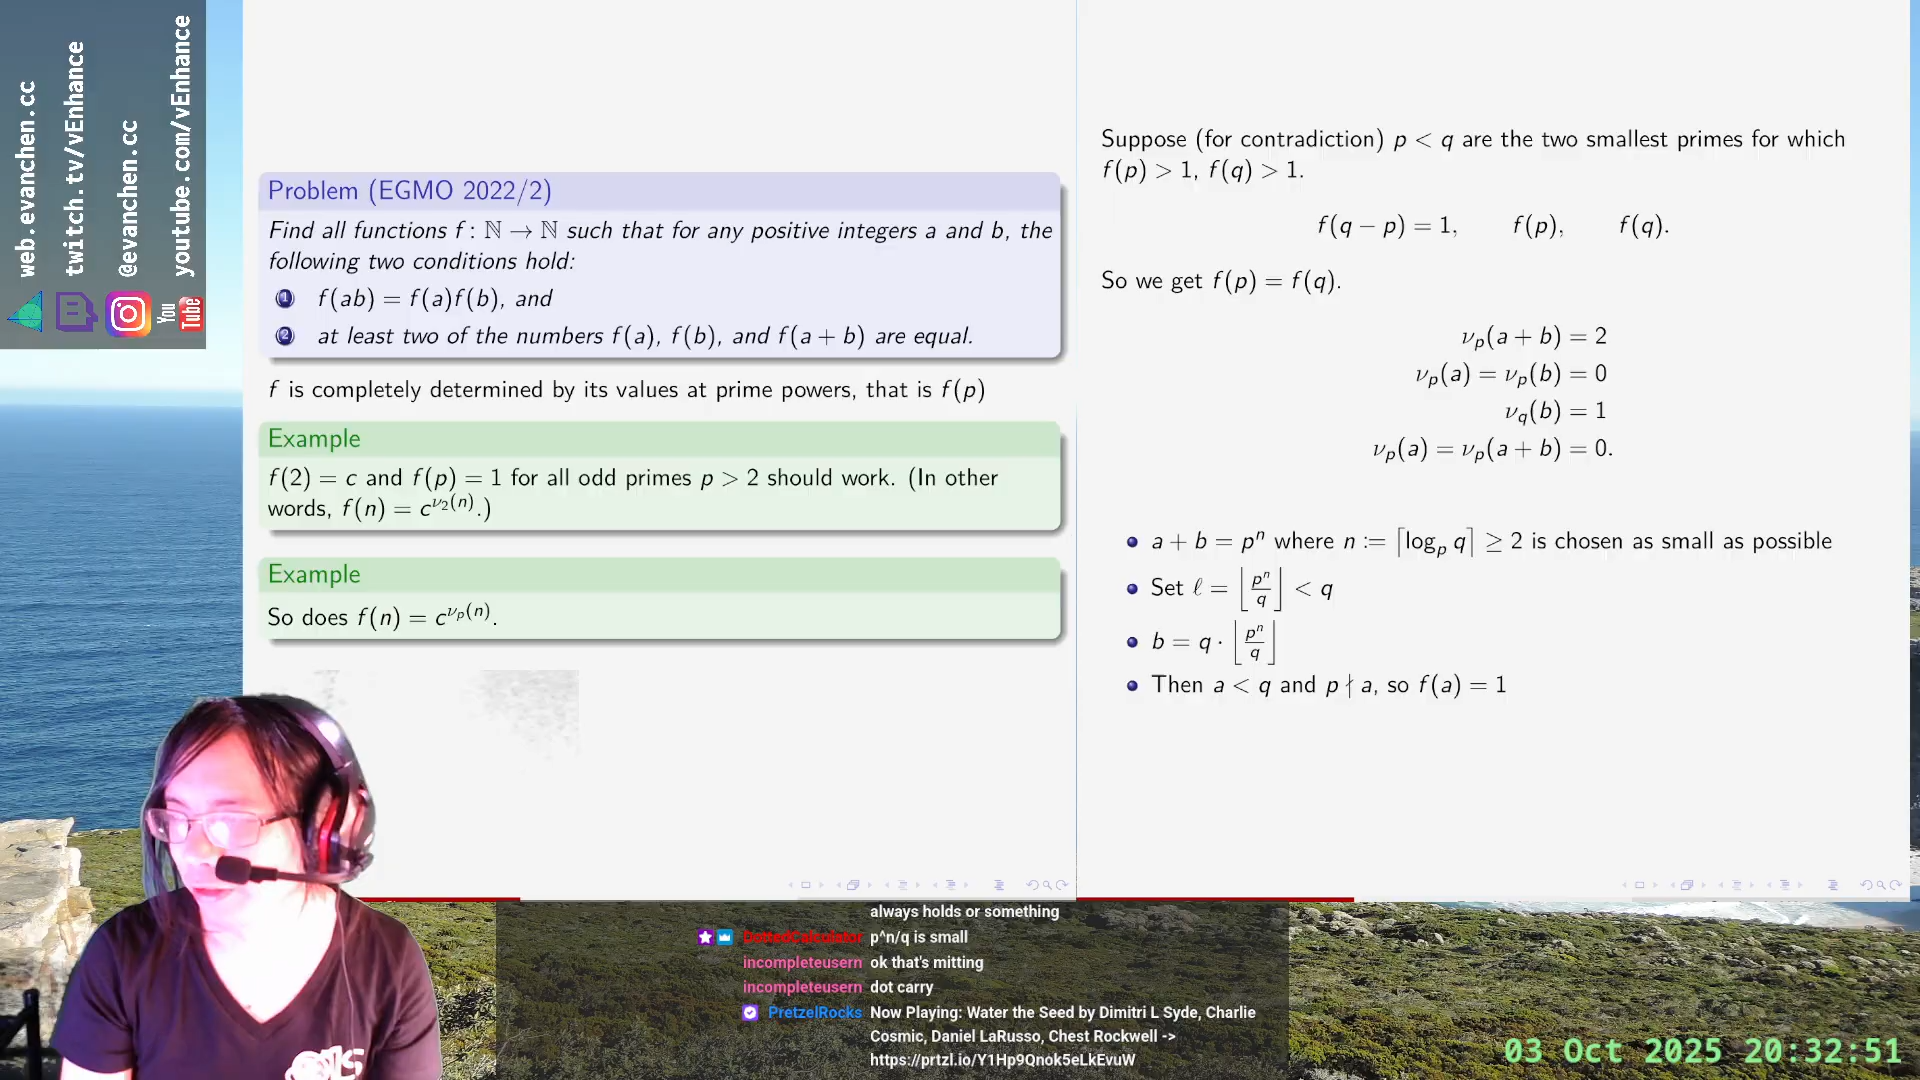 web.evanchen.cc
twitch.tv/vEnhance
@evanchen.cc
youtube.com/vEnhance
You
Tube
Problem (EGMO 2022/2)
Find all functions f : ℕ → ℕ such that for any positive integers a and b, the
following two conditions hold:
1 f(ab) = f(a)f(b), and
2 at least two of the numbers f(a), f(b), and f(a + b) are equal.
f is completely determined by its values at prime powers, that is f(p)
Example
f(2) = c and f(p) = 1 for all odd primes p > 2 should work. (In other
words, f(n) = c^{ν_2(n)}.)
Example
So does f(n) = c^{ν_p(n)}.
Suppose (for contradiction) p < q are the two smallest primes for which
f(p) > 1, f(q) > 1.
f(q − p) = 1, f(p), f(q).
So we get f(p) = f(q).
ν_p(a + b) = 2
ν_p(a) = ν_p(b) = 0
ν_q(b) = 1
ν_p(a) = ν_p(a + b) = 0.
• a + b = p^n where n := ⌈log_p q⌉ ≥ 2 is chosen as small as possible
• Set ℓ = ⌊p^n/q⌋ < q
• b = q · ⌊p^n/q⌋
• Then a < q and p ∤ a, so f(a) = 1
always holds or something
DottedCalculator p^n/q is small
incompleteusern ok that's mitting
incompleteusern dot carry
PretzelRocks Now Playing: Water the Seed by Dimitri L Syde, Charlie
Cosmic, Daniel LaRusso, Chest Rockwell ->
https://prtzl.io/Y1Hp9Qnok5eLkEvuW
03 Oct 2025 20:32:51